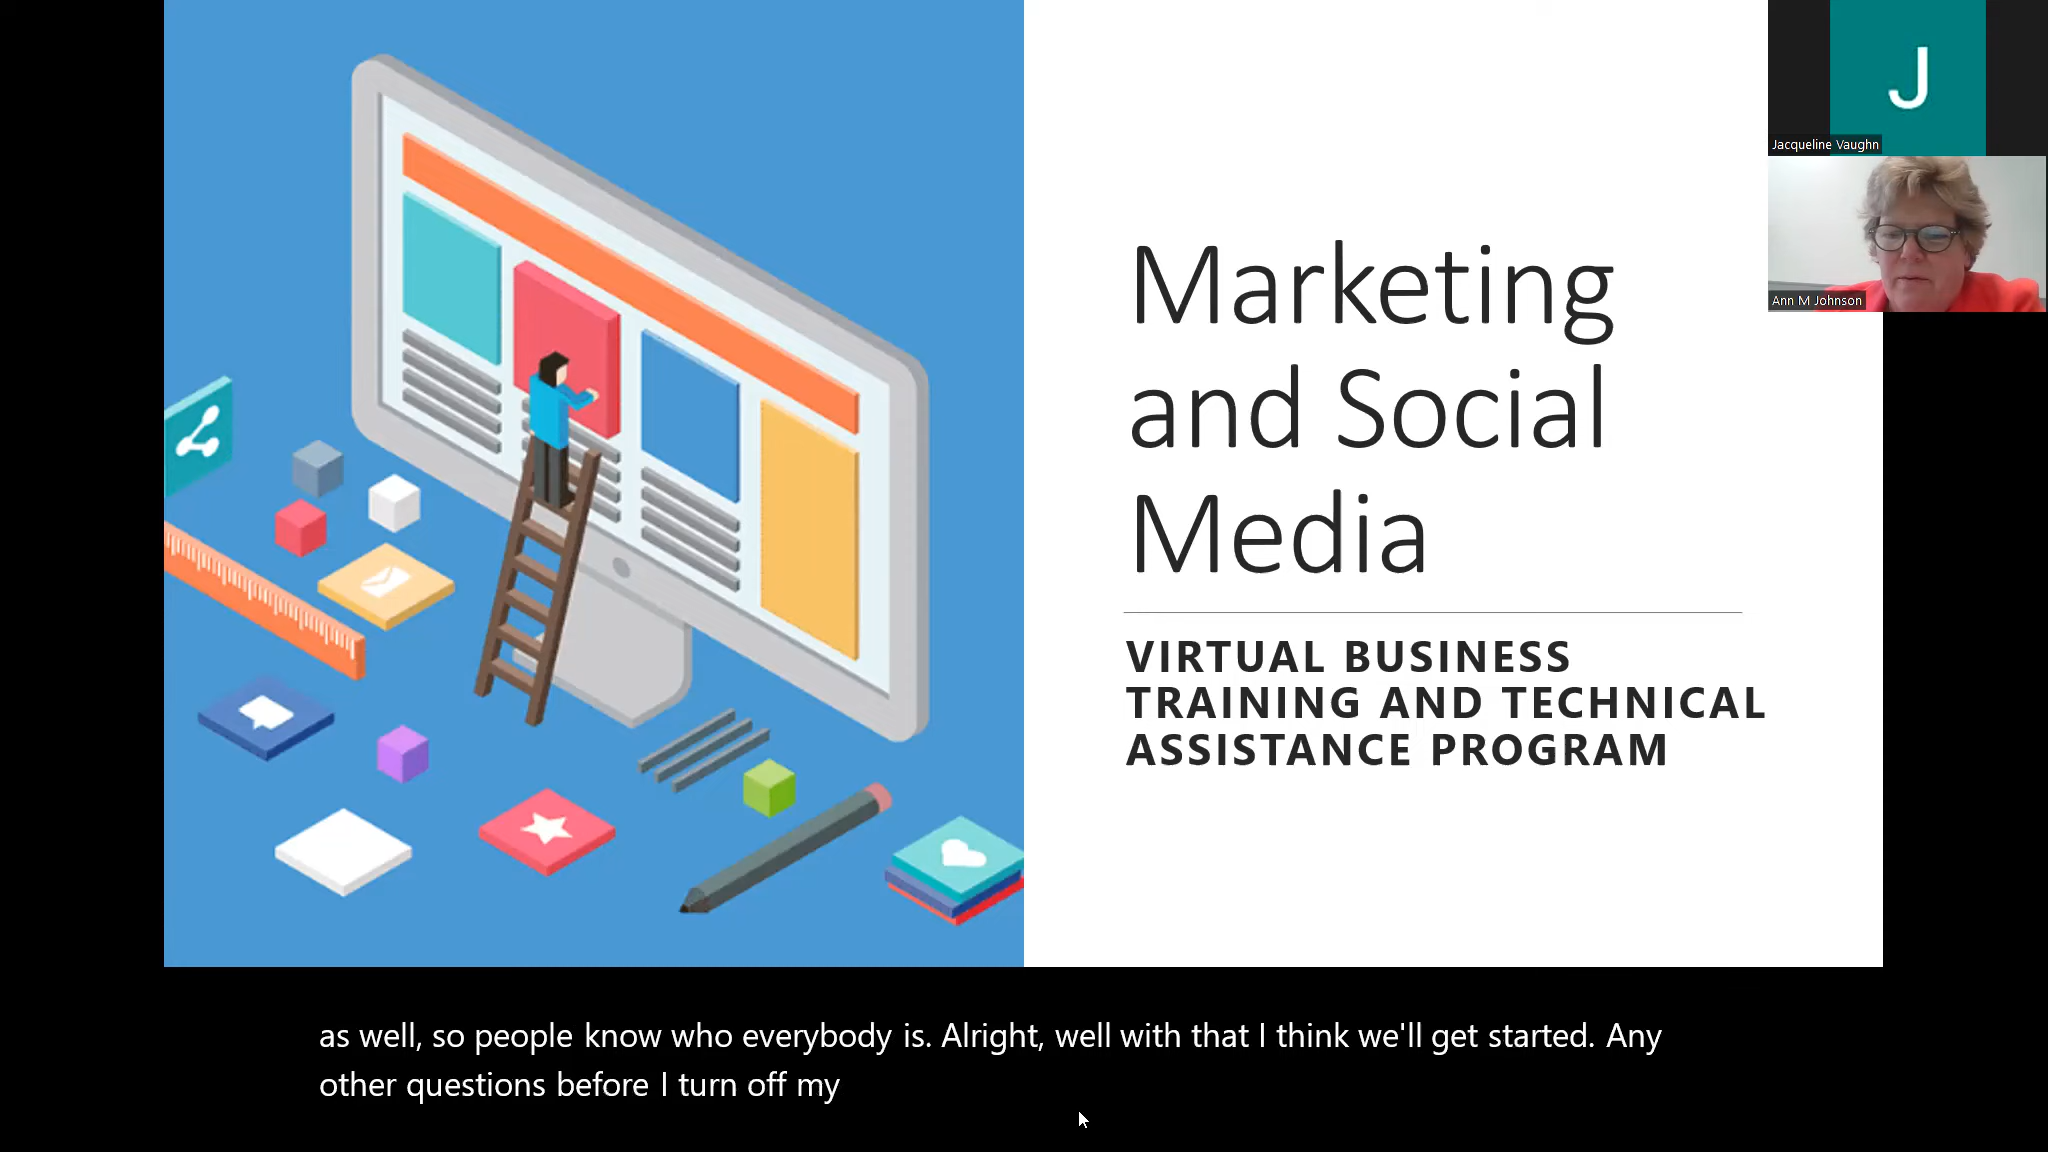 J
Jacqueline Vaughn
Ann M Johnson
Marketing
and Social
Media
VIRTUAL BUSINESS
TRAINING AND TECHNICAL
ASSISTANCE PROGRAM
as well, so people know who everybody is. Alright, well with that I think we'll get started. Any
other questions before I turn off my